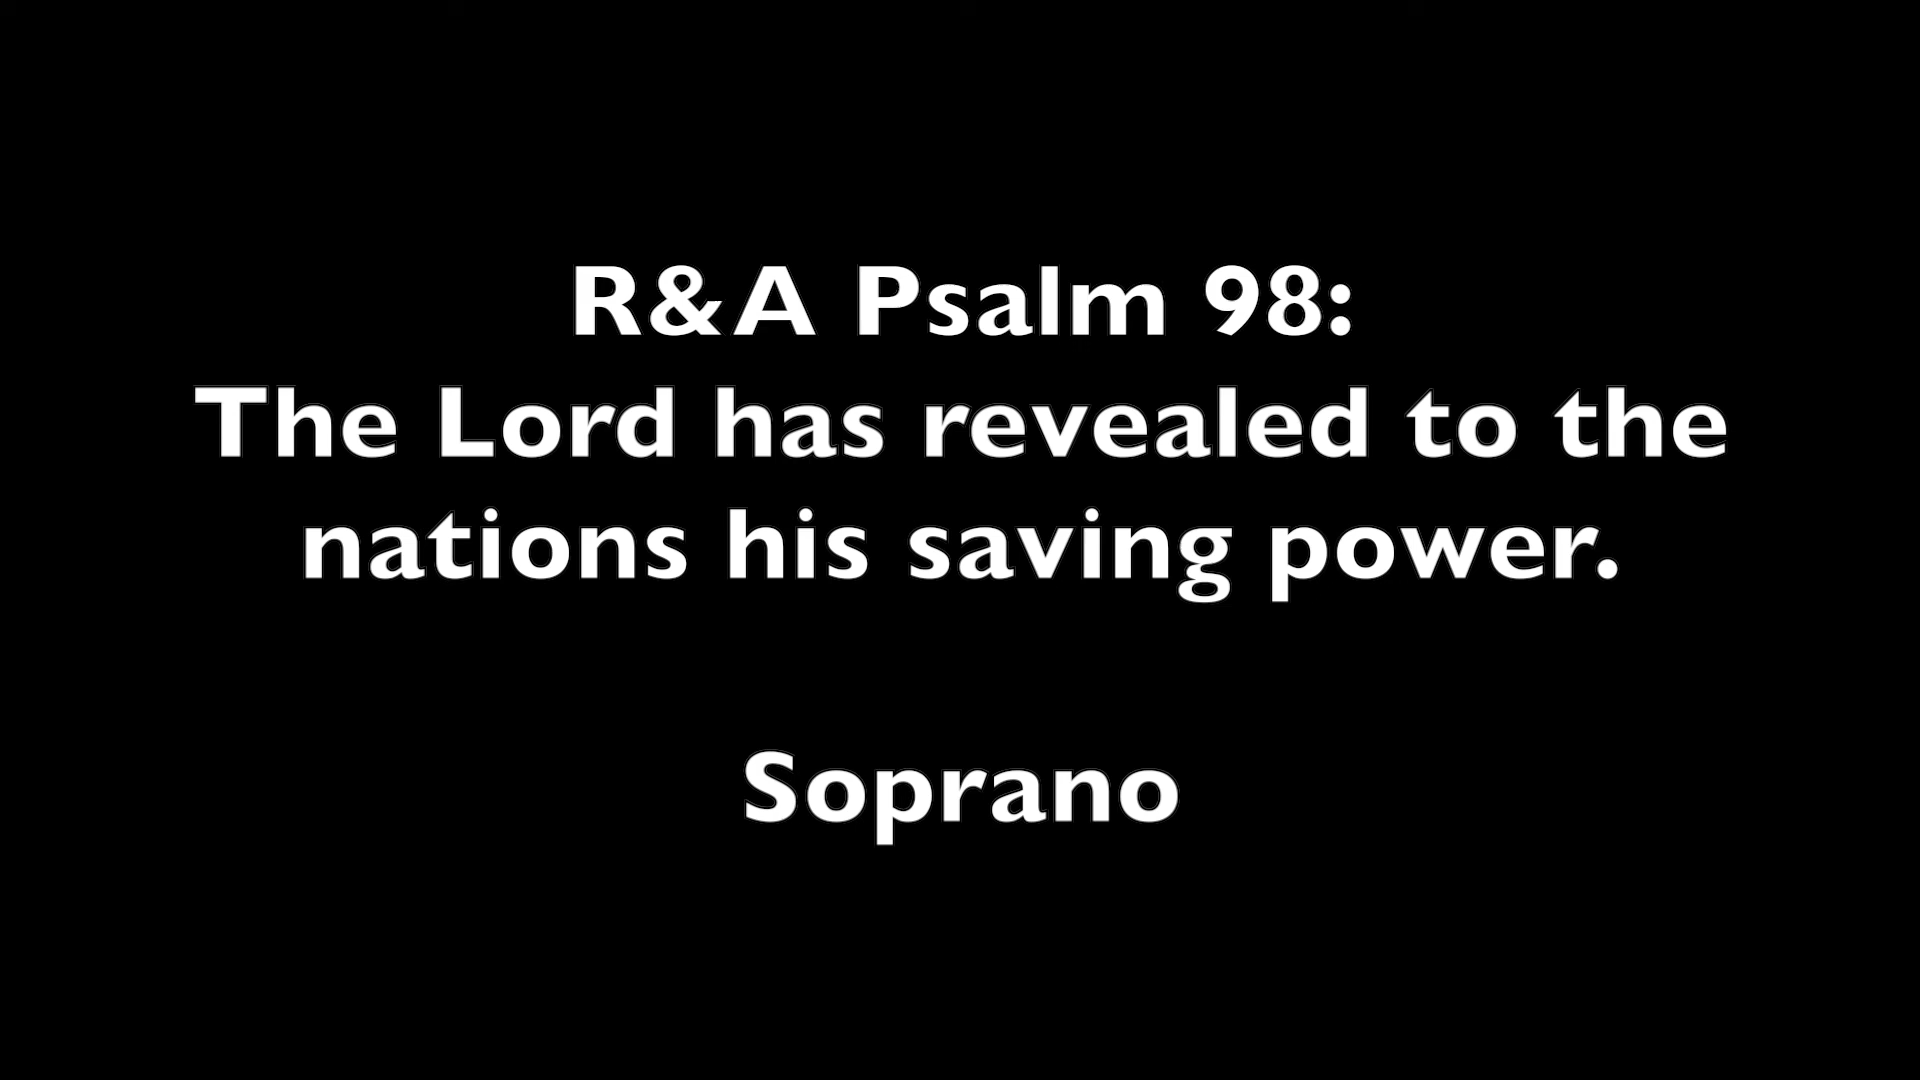 R&A Psalm 98:
The Lord has revealed to the
nations his saving power.
Soprano